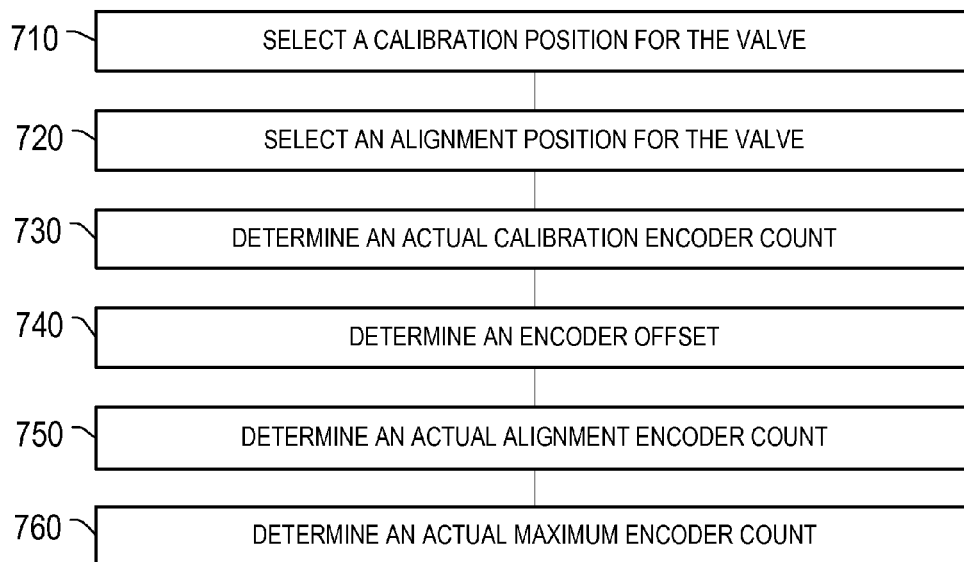 710 SELECT A CALIBRATION POSITION FOR THE VALVE
720 SELECT AN ALIGNMENT POSITION FOR THE VALVE
730 DETERMINE AN ACTUAL CALIBRATION ENCODER COUNT
740 DETERMINE AN ENCODER OFFSET
750 DETERMINE AN ACTUAL ALIGNMENT ENCODER COUNT
760 DETERMINE AN ACTUAL MAXIMUM ENCODER COUNT